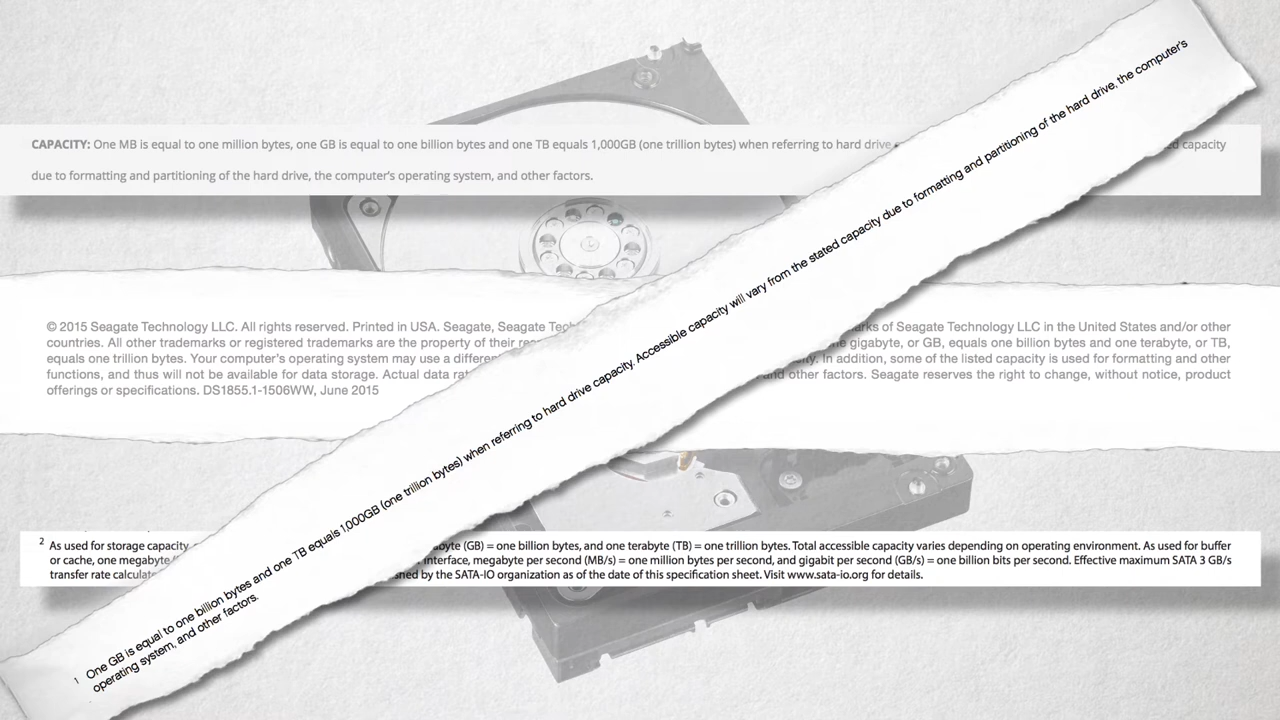 CAPACITY: One MB is equal to one million bytes, one GB is equal to one billion bytes and one TB equals 1,000GB (one trillion bytes) when referring to hard drive
capacity
due to formatting and partitioning of the hard drive, the computer's operating system, and other factors.
© 2015 Seagate Technology LLC. All rights reserved. Printed in USA. Seagate, Seagate of Seagate Technology LLC in the United States and/or other
countries. All other trademarks or registered trademarks are the property of their gigabyte, or GB, equals one billion bytes and one terabyte, or TB,
equals one trillion bytes. Your computer's operating system may use a In addition, some of the listed capacity is used for formatting and other
functions, and thus will not be available for data storage. Actual data and other factors. Seagate reserves the right to change, without notice, product
offerings or specifications. DS1855.1-1506WW, June 2015
1 One GB is equal to one billion bytes and one TB equals 1,000GB (one trillion bytes) when referring to hard drive capacity. Accessible capacity will vary from the stated capacity due to formatting and partitioning of the hard drive, the computer's
operating system, and other factors.
2 As used for storage capacity (GB) = one billion bytes, and one terabyte (TB) = one trillion bytes. Total accessible capacity varies depending on operating environment. As used for buffer
or cache, one megabyte interface, megabyte per second (MB/s) = one million bytes per second, and gigabit per second (GB/s) = one billion bits per second. Effective maximum SATA 3 GB/s
transfer rate by the SATA-IO organization as of the date of this specification sheet. Visit www.sata-io.org for details.